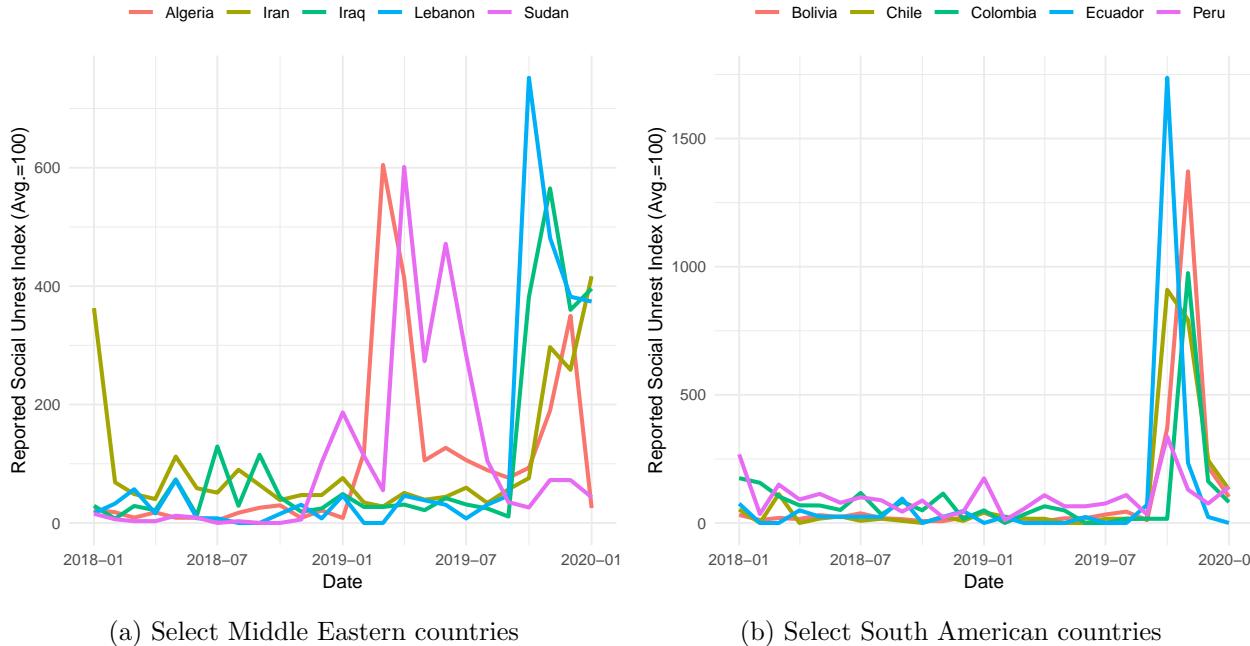 Algeria Iran Iraq Lebanon Sudan
Reported Social Unrest Index (Avg.=100)
600
400
200
0
2018−01 2018−07 2019−01 2019−07 2020−01
Date
(a) Select Middle Eastern countries
Bolivia Chile Colombia Ecuador Peru
Reported Social Unrest Index (Avg.=100)
1500
1000
500
0
2018−01 2018−07 2019−01 2019−07 2020−0
Date
(b) Select South American countries